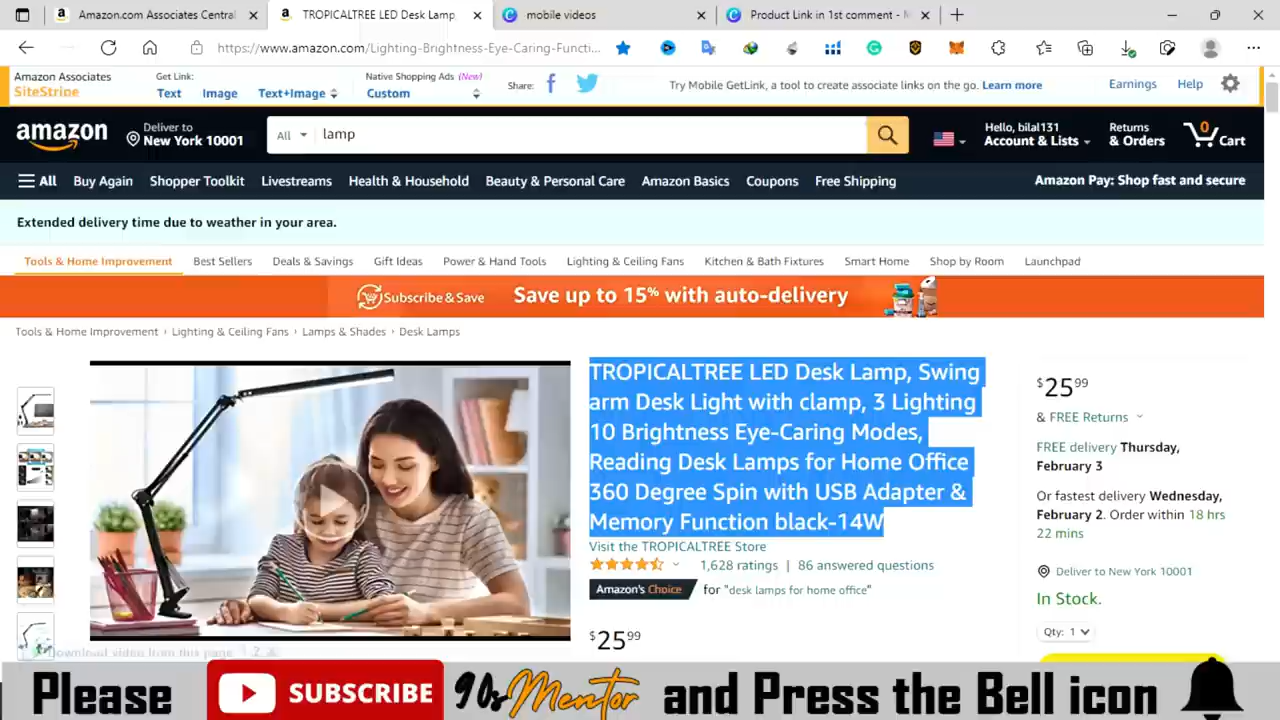 Amazon.com Associates Central
TROPICALTREE LED Desk Lamp,
mobile videos
Product Link in 1st comment - M
https://www.amazon.com/Lighting-Brightness-Eye-Caring-Functi...
Amazon Associates
SiteStripe
Get Link:
Text
Image
Text+Image
Native Shopping Ads (New)
Custom
Share:
Try Mobile GetLink, a tool to create associate links on the go. Learn more
Earnings
Help
amazon
Deliver to
New York 10001
All
lamp
Hello, bilal131
Account & Lists
Returns
& Orders
0
Cart
All
Buy Again
Shopper Toolkit
Livestreams
Health & Household
Beauty & Personal Care
Amazon Basics
Coupons
Free Shipping
Amazon Pay: Shop fast and secure
Extended delivery time due to weather in your area.
Tools & Home Improvement
Best Sellers
Deals & Savings
Gift Ideas
Power & Hand Tools
Lighting & Ceiling Fans
Kitchen & Bath Fixtures
Smart Home
Shop by Room
Launchpad
Subscribe & Save
Save up to 15% with auto-delivery
Tools & Home Improvement › Lighting & Ceiling Fans › Lamps & Shades › Desk Lamps
TROPICALTREE LED Desk Lamp, Swing
arm Desk Light with clamp, 3 Lighting
10 Brightness Eye-Caring Modes,
Reading Desk Lamps for Home Office
360 Degree Spin with USB Adapter &
Memory Function black-14W
Visit the TROPICALTREE Store
1,628 ratings | 86 answered questions
Amazon's Choice for "desk lamps for home office"
$25.99
$25.99
& FREE Returns
FREE delivery Thursday,
February 3
Or fastest delivery Wednesday,
February 2. Order within 18 hrs
22 mins
Deliver to New York 10001
In Stock.
Qty: 1
Download video from this page
?
Please
SUBSCRIBE
90s Mentor
and Press the Bell icon